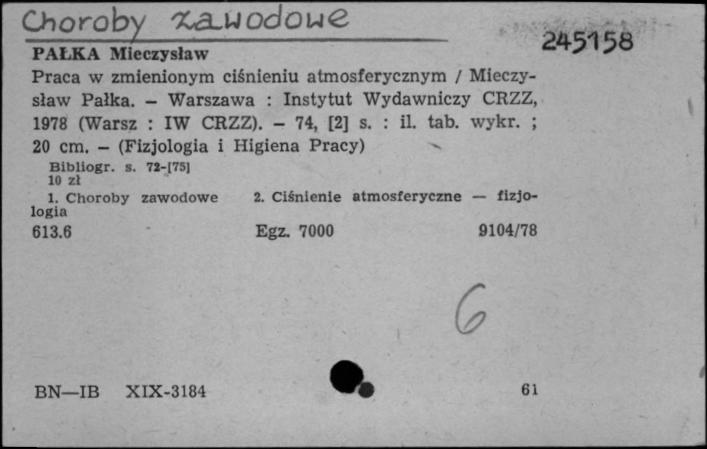 Choroby zawodowe
245158
PAŁKA Mieczysław
Praca w zmienionym ciśnieniu atmosferycznym / Mieczy-
sław Pałka. — Warszawa : Instytut Wydawniczy CRZZ,
1978 (Warsz : IW CRZZ). — 74, [2] s. : il. tab. wykr. ;
20 cm. — (Fizjologia i Higiena Pracy)
Bibliogr. s. 72-[75]
10 zł
1. Choroby zawodowe 2. Ciśnienie atmosferyczne — fizjo-
logia
613.6 Egz. 7000 9104/78
6
BN—IB XIX-3184 61